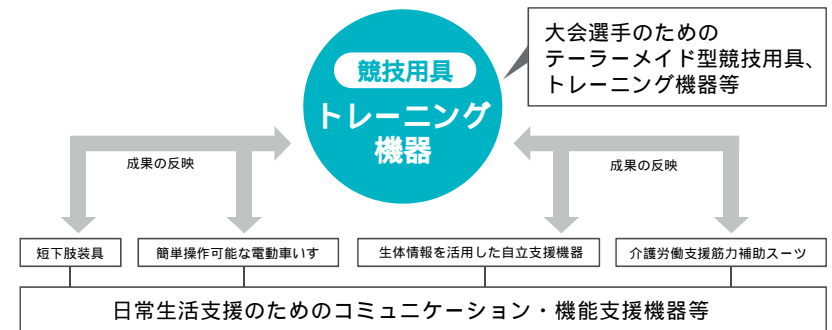 競技用具
トレーニング
機器
大会選手のための
テーラーメイド型競技用具、
トレーニング機器等
成果の反映
成果の反映
短下肢装具
簡単操作可能な電動車いす
生体情報を活用した自立支援機器
介護労働支援筋力補助スーツ
日常生活支援のためのコミュニケーション・機能支援機器等